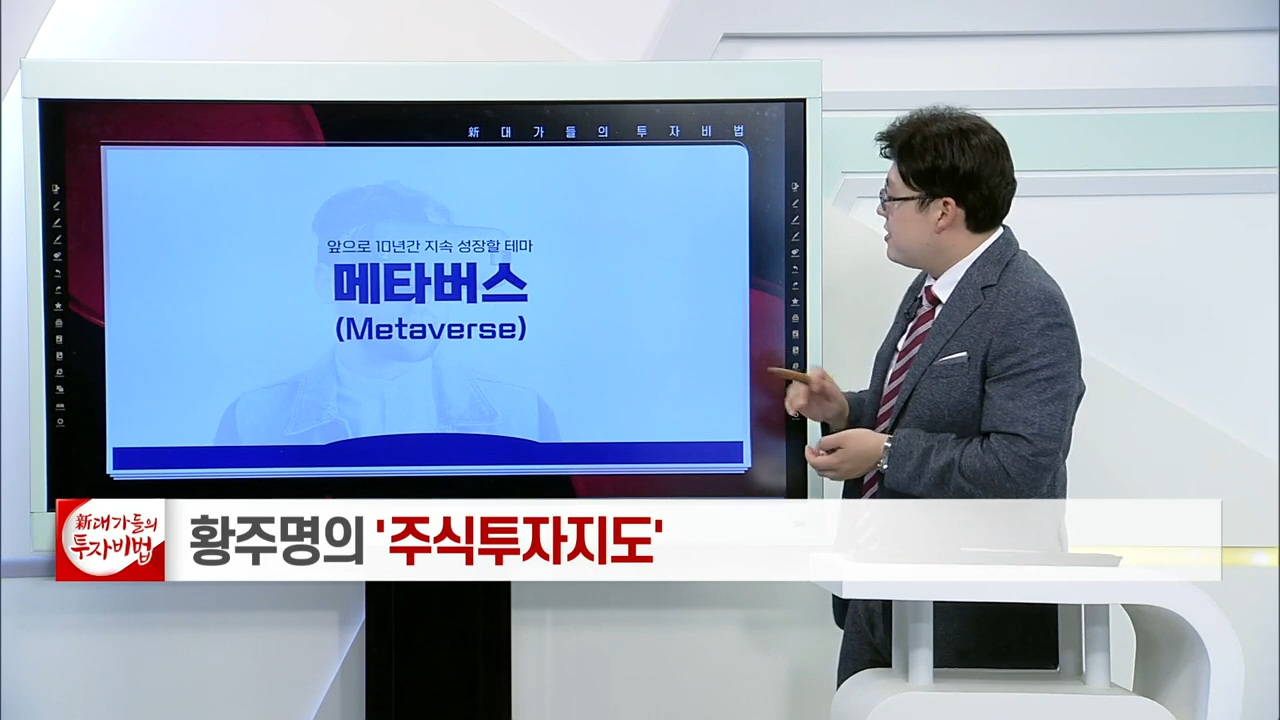 新대가들의투자비법
앞으로 10년간 지속 성장할 테마
메타버스
(Metaverse)
新대가들의
투자비법
황주명의 '주식투자지도'